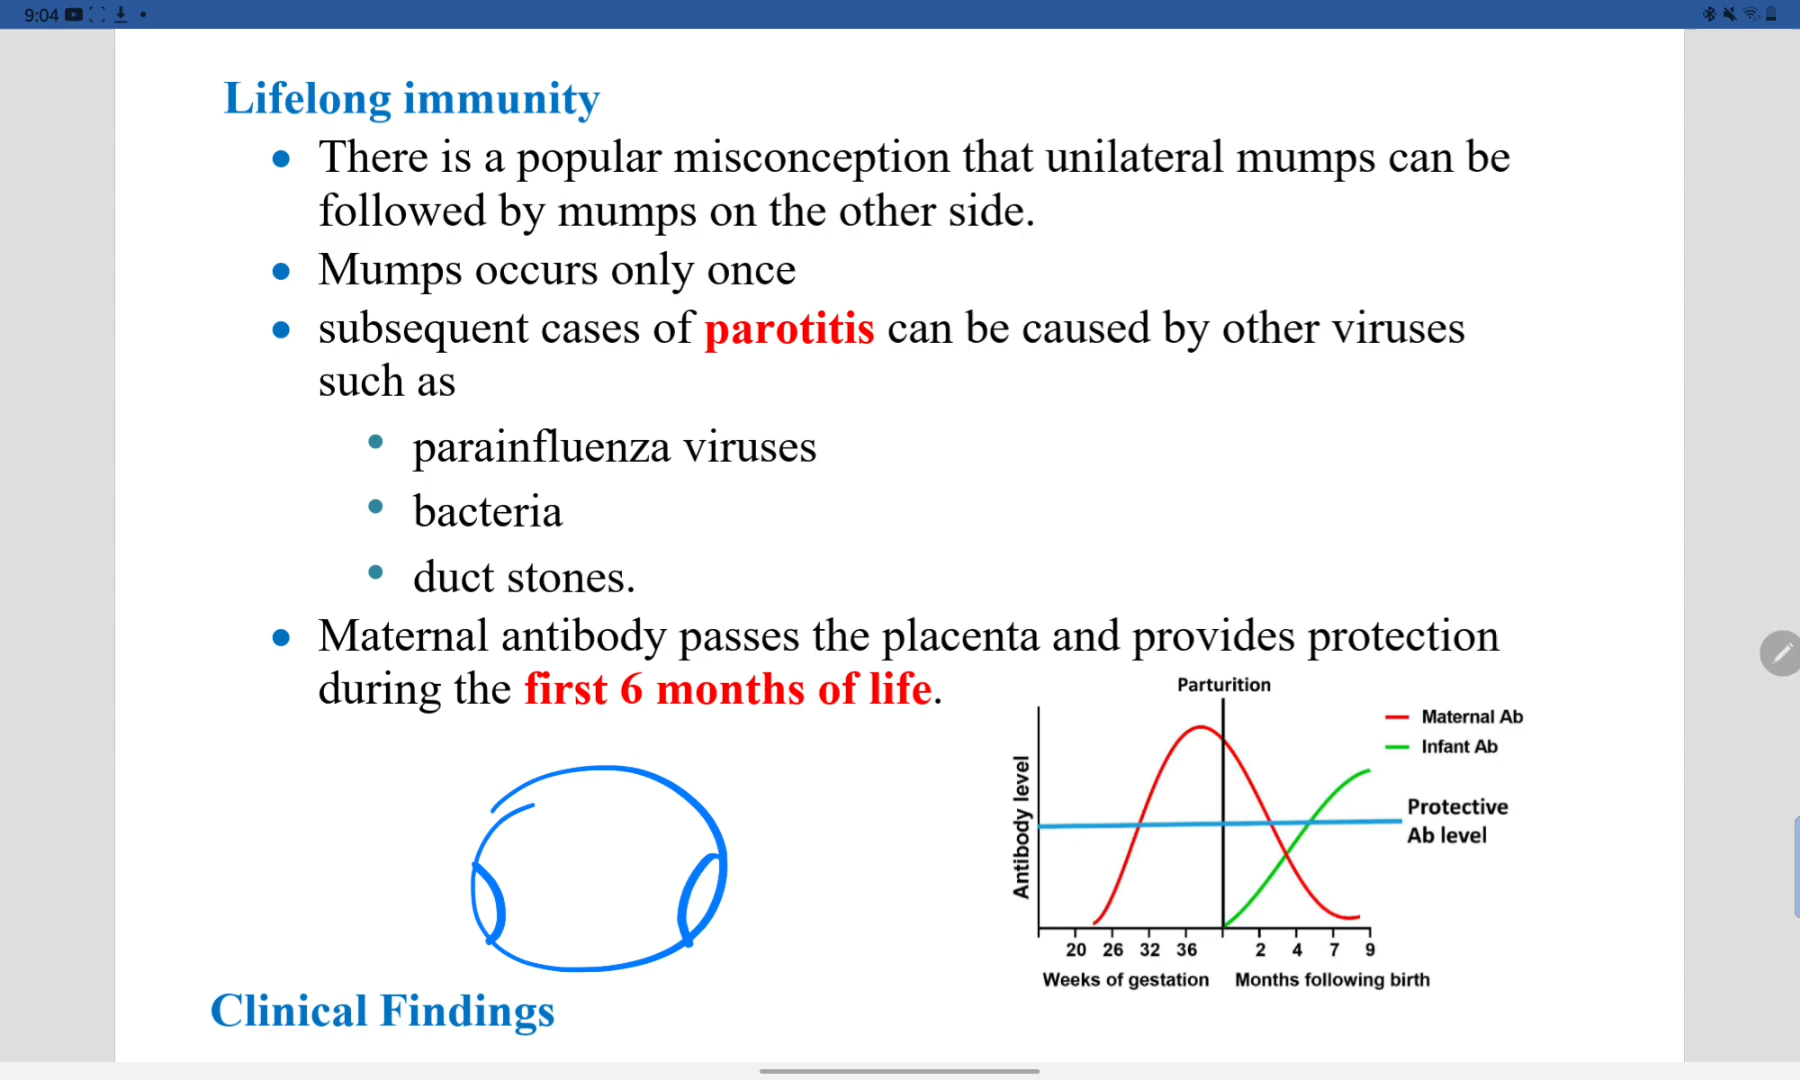 9:04
Lifelong immunity
There is a popular misconception that unilateral mumps can be
followed by mumps on the other side.
Mumps occurs only once
subsequent cases of parotitis can be caused by other viruses
such as
parainfluenza viruses
bacteria
duct stones.
Maternal antibody passes the placenta and provides protection
during the first 6 months of life.
Parturition
Maternal Ab
Infant Ab
Protective
Ab level
Antibody level
20 26 32 36 2 4 7 9
Weeks of gestation Months following birth
Clinical Findings